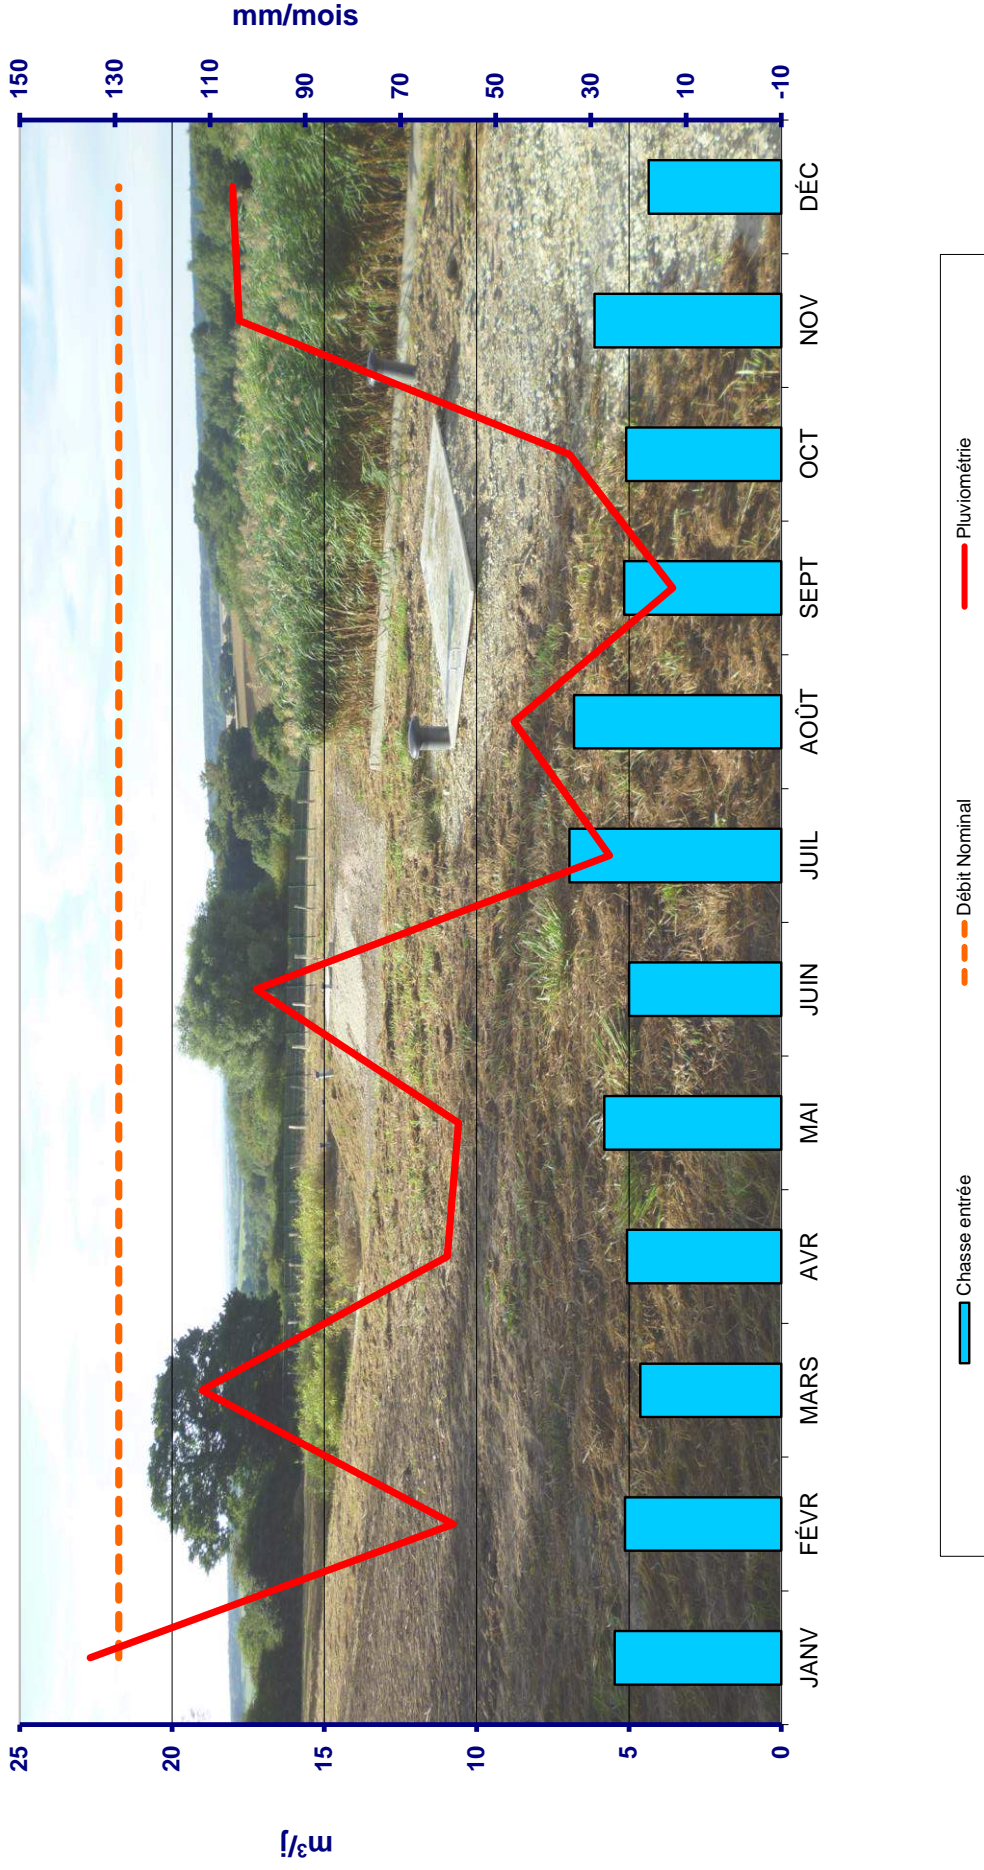 m³/j
mm/mois
25
20
15
10
5
0
150
130
110
90
70
50
30
10
-10
JANV
FÉVR
MARS
AVR
MAI
JUIN
JUIL
AOÛT
SEPT
OCT
NOV
DÉC
Chasse entrée
Débit Nominal
Pluviométrie